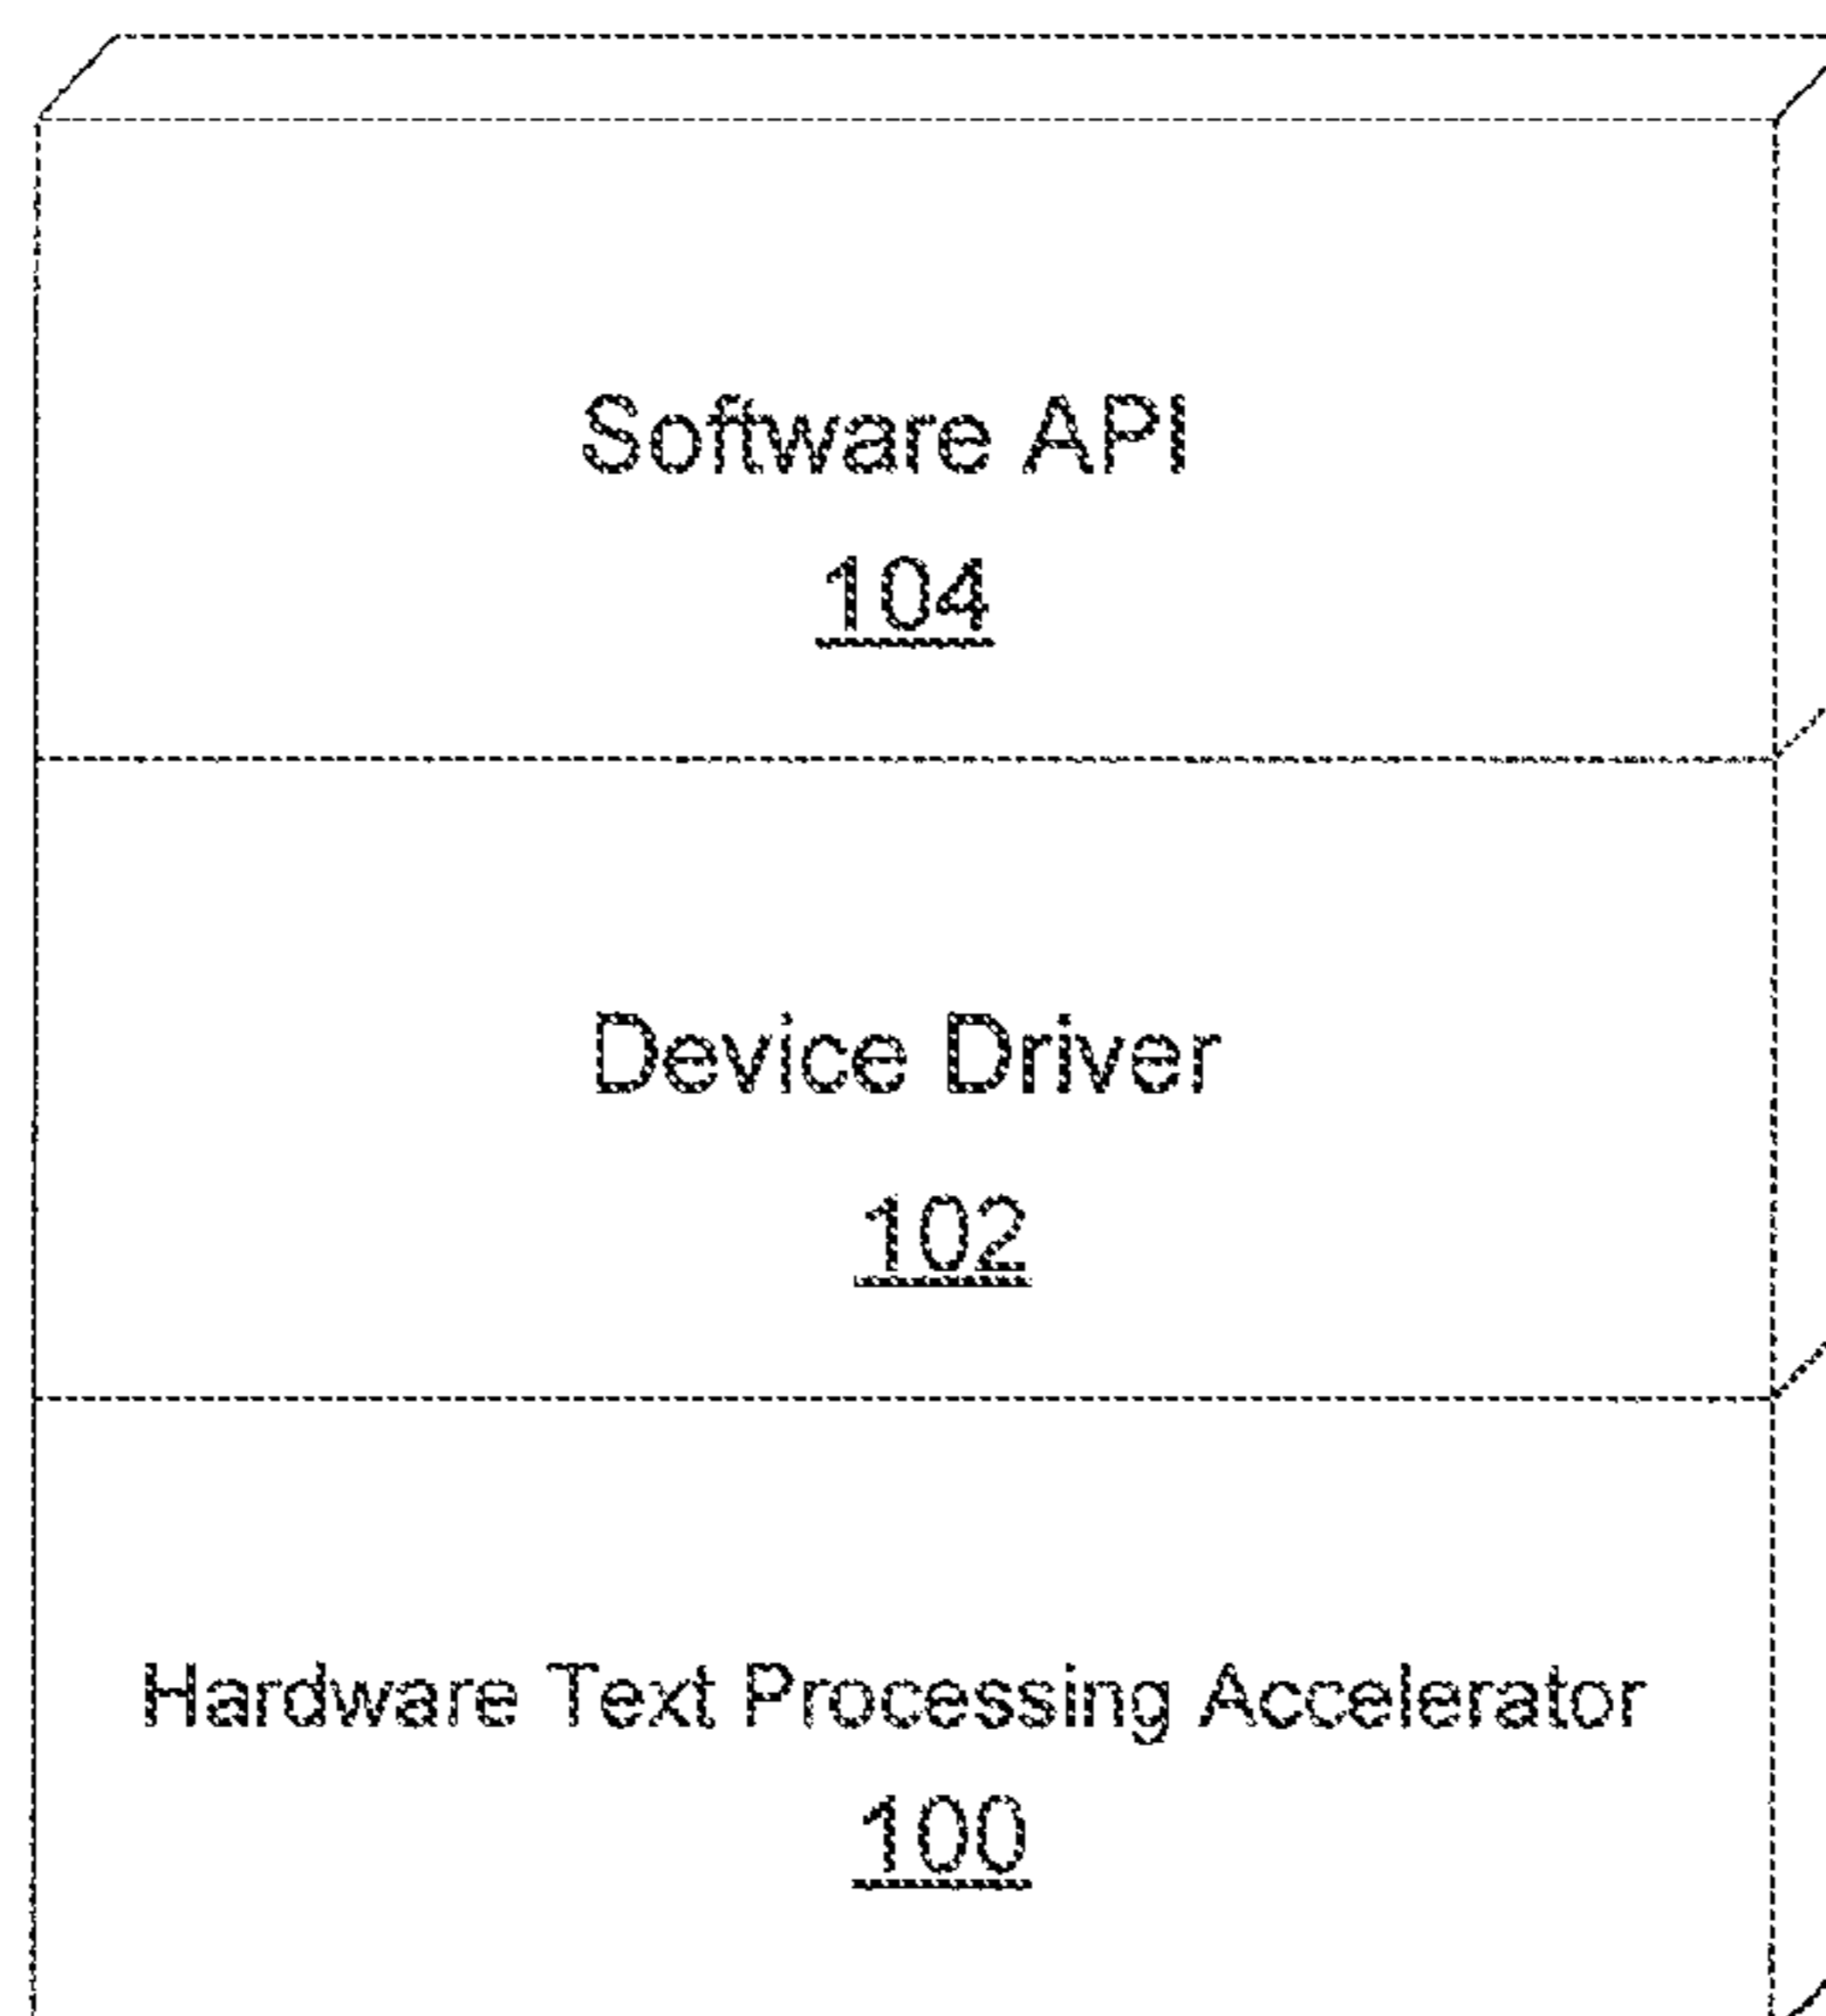 Software API
104
Device Driver
102
Hardware Text Processing Accelerator
100